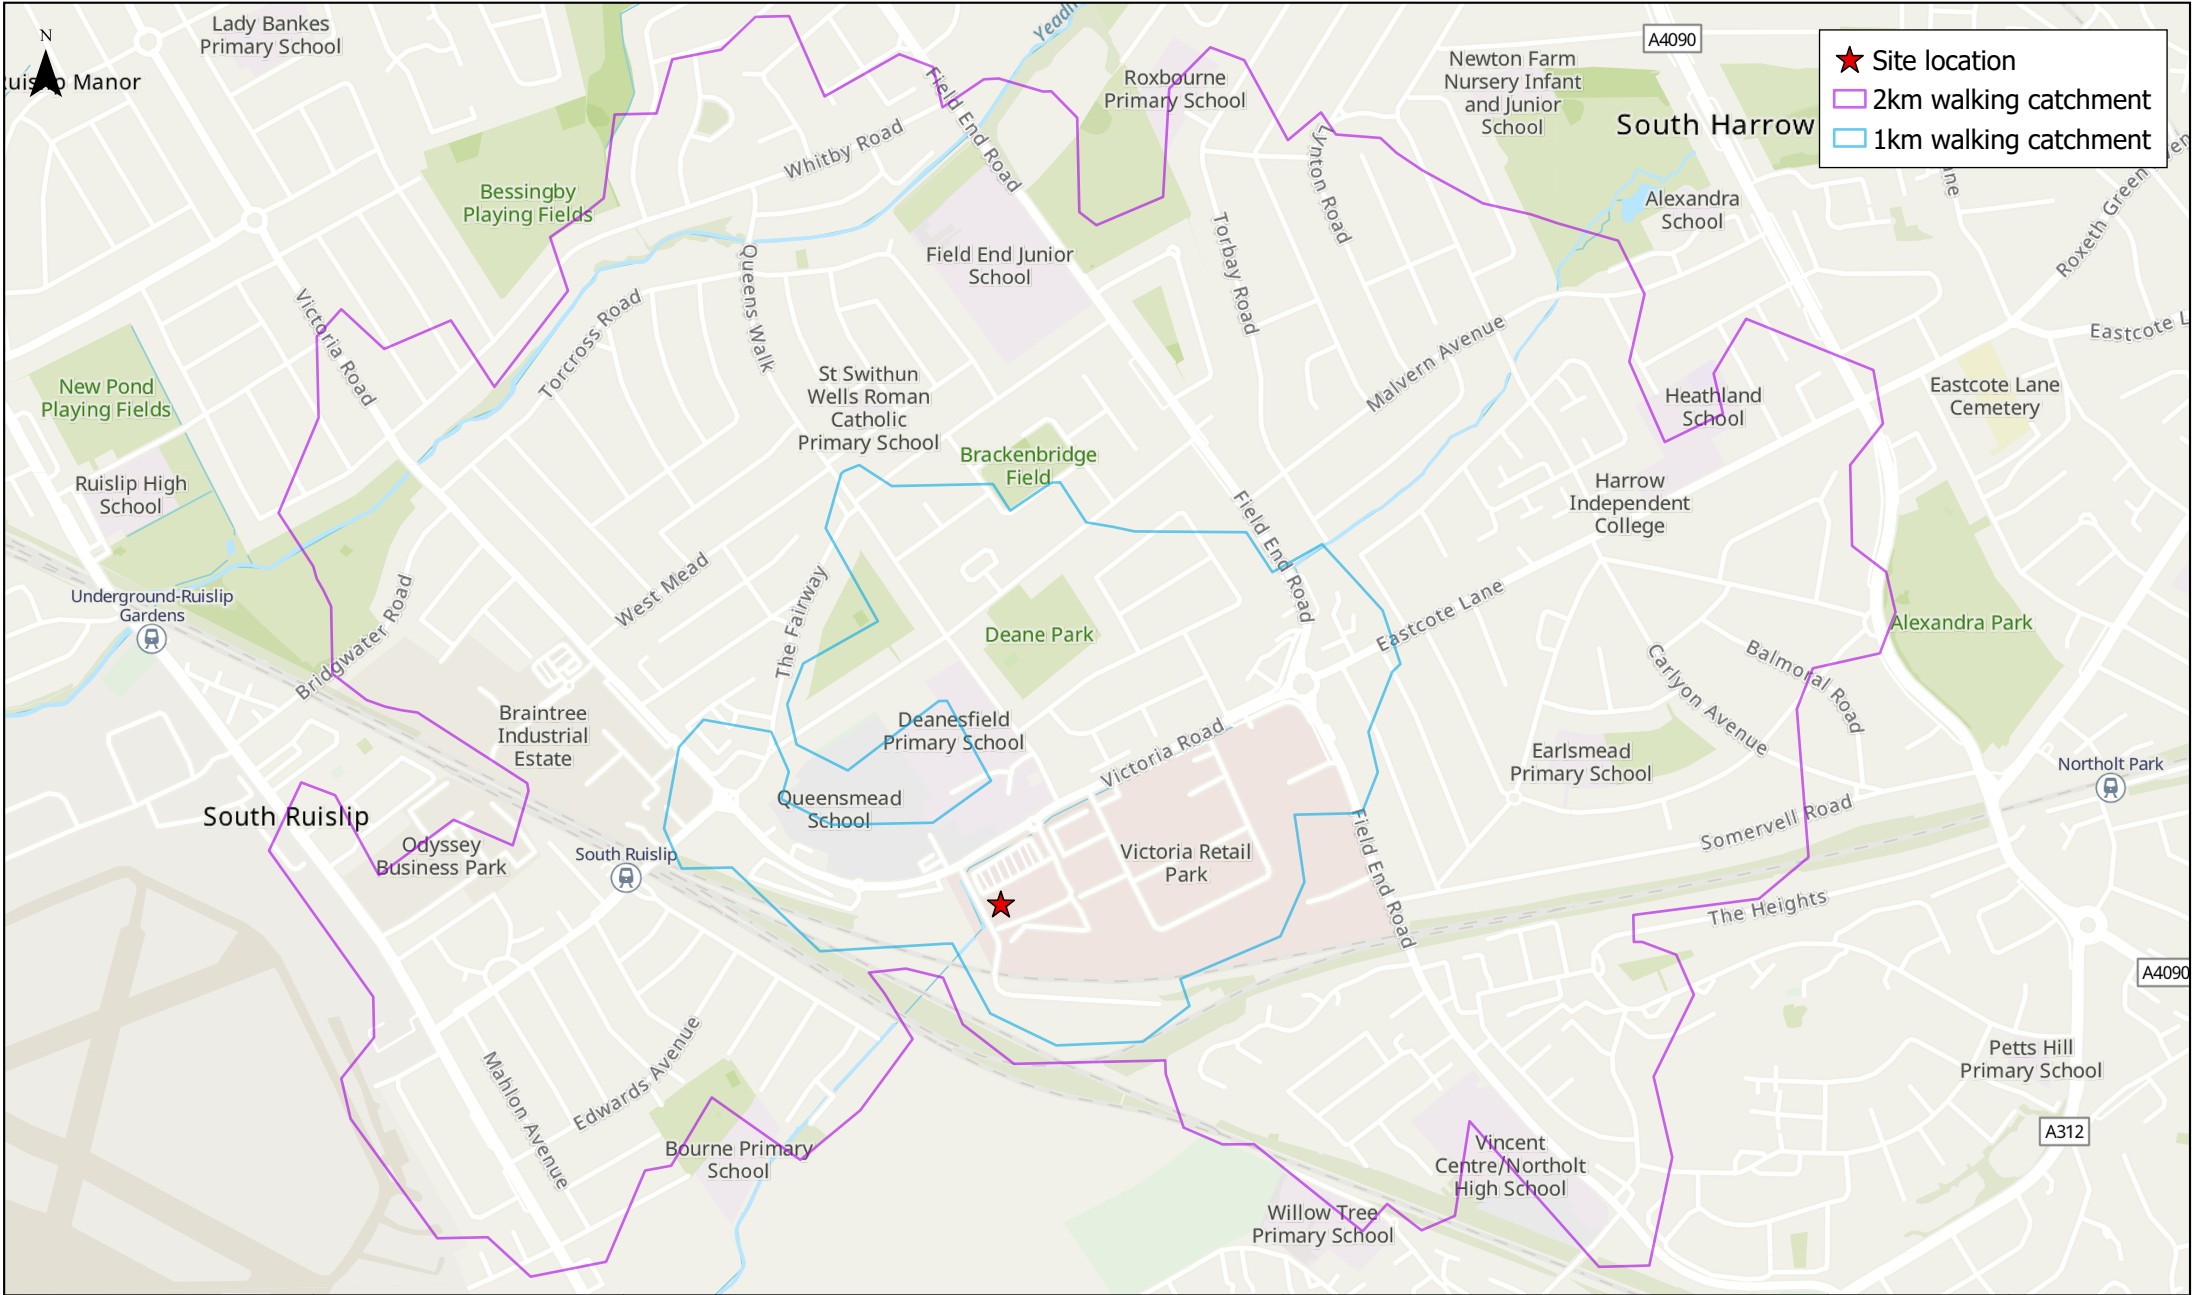 Lady Bankes
Primary School
N
Ruislip Manor
Yeadi
Roxbourne
Primary School
Newton Farm
Nursery Infant
and Junior
School
A4090
South Harrow
Site location
2km walking catchment
1km walking catchment
Field End Road
Whitby Road
Lynton Road
Bessingby
Playing Fields
Alexandra
School
Roxeth Green
Torbay Road
Queens Walk
Field End Junior
School
Victoria Road
Torcross Road
Malvern Avenue
Eastcote L
New Pond
Playing Fields
St Swithun
Wells Roman
Catholic
Primary School
Heathland
School
Eastcote Lane
Cemetery
Brackenbridge
Field
Ruislip High
School
Harrow
Independent
College
Field End Road
West Mead
The Fairway
Underground-Ruislip
Gardens
Bridgwater Road
Deane Park
Eastcote Lane
Alexandra Park
Carlyon Avenue
Balmoral Road
Braintree
Industrial
Estate
Deanesfield
Primary School
Victoria Road
Earlsmead
Primary School
Northolt Park
South Ruislip
Queensmead
School
Somervell Road
Odyssey
Business Park
South Ruislip
Victoria Retail
Park
Field End Road
The Heights
A4090
Mahlon Avenue
Edwards Avenue
Petts Hill
Primary School
A312
Bourne Primary
School
Vincent
Centre/Northolt
High School
Willow Tree
Primary School